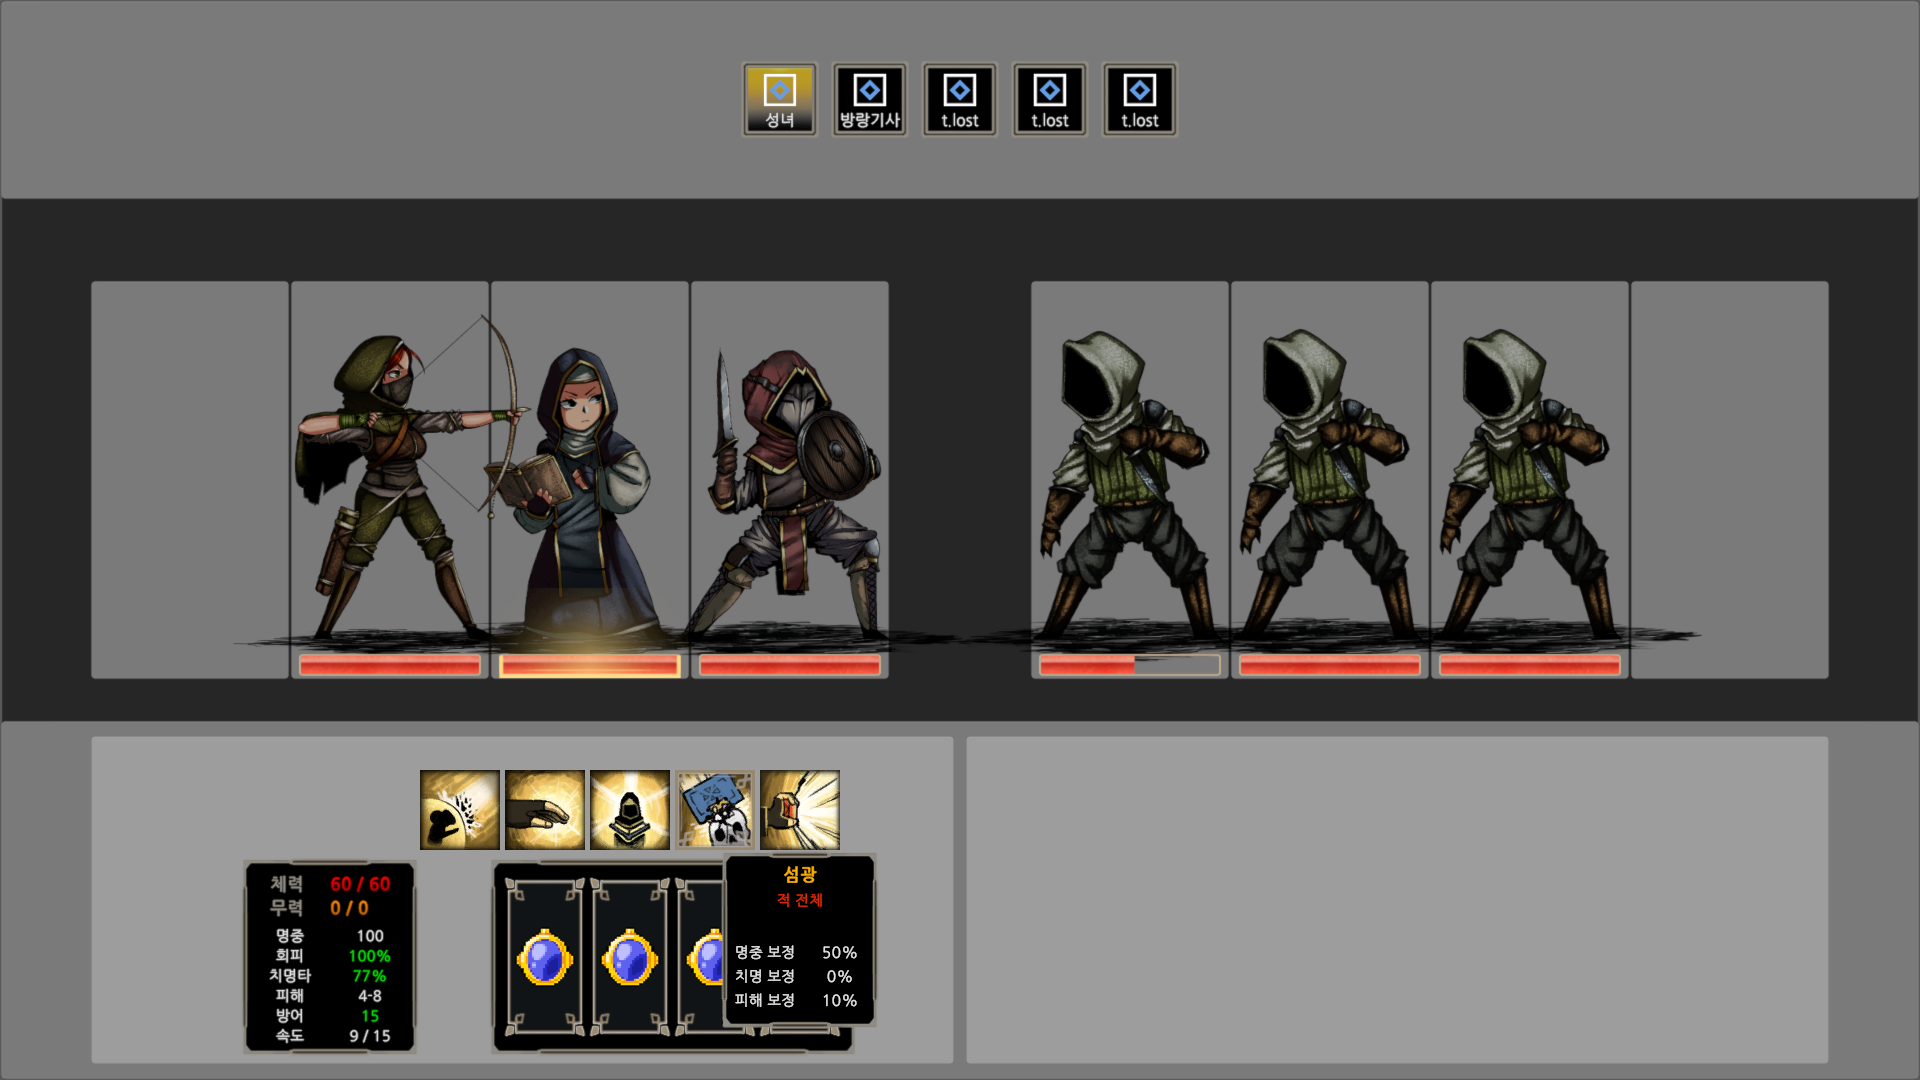 성녀
방랑기사
t.lost
t.lost
t.lost
체력 60 / 60
무력 0 / 0
명중 100
회피 100%
치명타 77%
피해 4-8
방어 15
속도 9 / 15
섬광
적 전체
명중 보정 50%
치명 보정 0%
피해 보정 10%